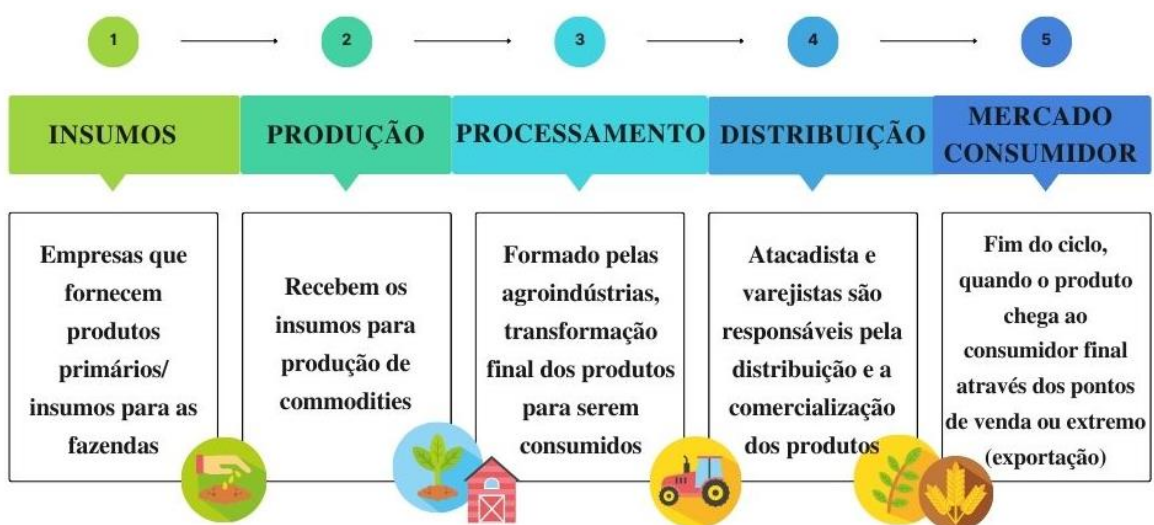 1
2
3
4
5
INSUMOS
PRODUÇÃO
PROCESSAMENTO
DISTRIBUIÇÃO
MERCADO
CONSUMIDOR
Empresas que
fornecem
produtos
primários/
insumos para as
fazendas
Recebem os
insumos para
produção de
commodities
Formado pelas
agroindústrias,
transformação
final dos produtos
para serem
consumidos
Atacadista e
varejistas são
responsáveis pela
distribuição e a
comercialização
dos produtos
Fim do ciclo,
quando o produto
chega ao
consumidor final
através dos pontos
de venda ou extremo
(exportação)